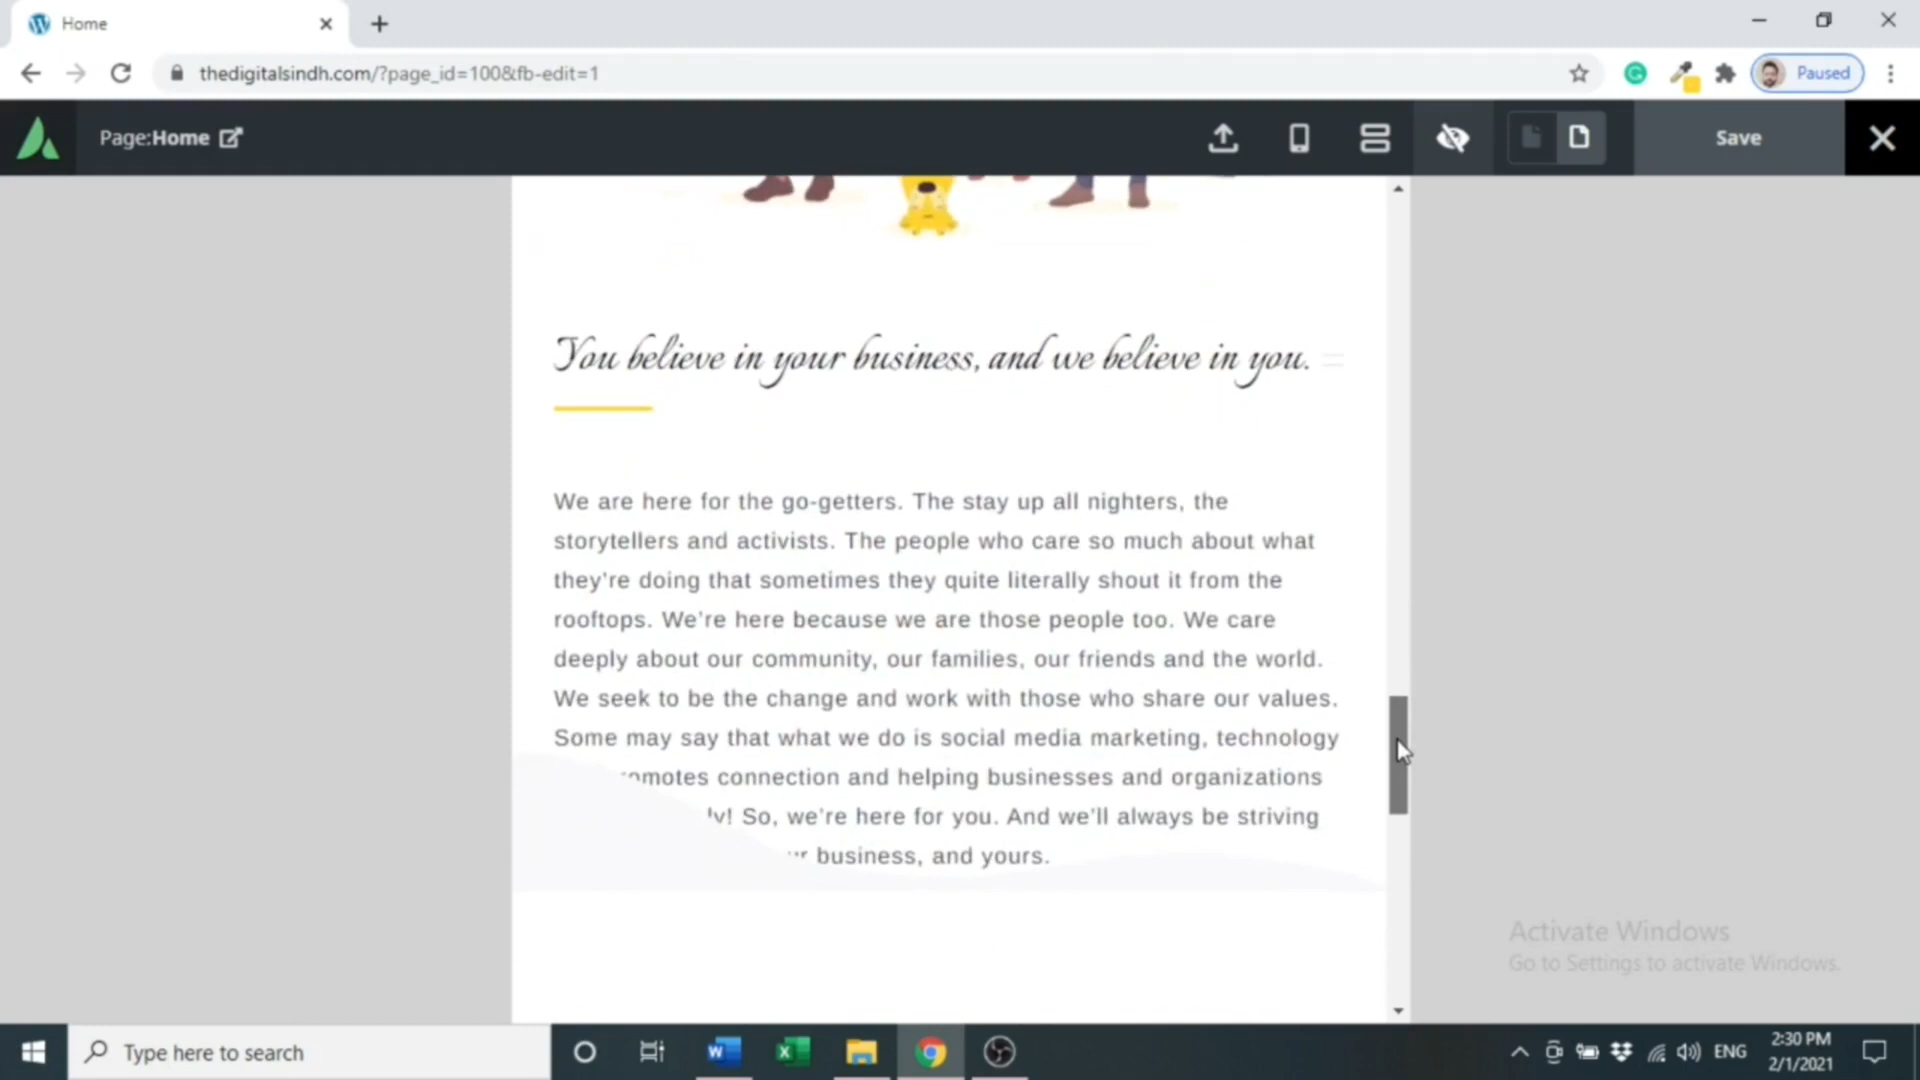 Home
thedigitalsindh.com/?page_id=100&fb-edit=1
Paused
Page:Home
Save
You believe in your business, and we believe in you.
We are here for the go-getters. The stay up all nighters, the
storytellers and activists. The people who care so much about what
they're doing that sometimes they quite literally shout it from the
rooftops. We're here because we are those people too. We care
deeply about our community, our families, our friends and the world.
We seek to be the change and work with those who share our values.
Some may say that what we do is social media marketing, technology
connection and helping businesses and organizations
So, we're here for you. And we'll always be striving
business, and yours.
Activate Windows
Go to Settings to activate Windows.
Type here to search
ENG
2:30 PM
2/1/2021